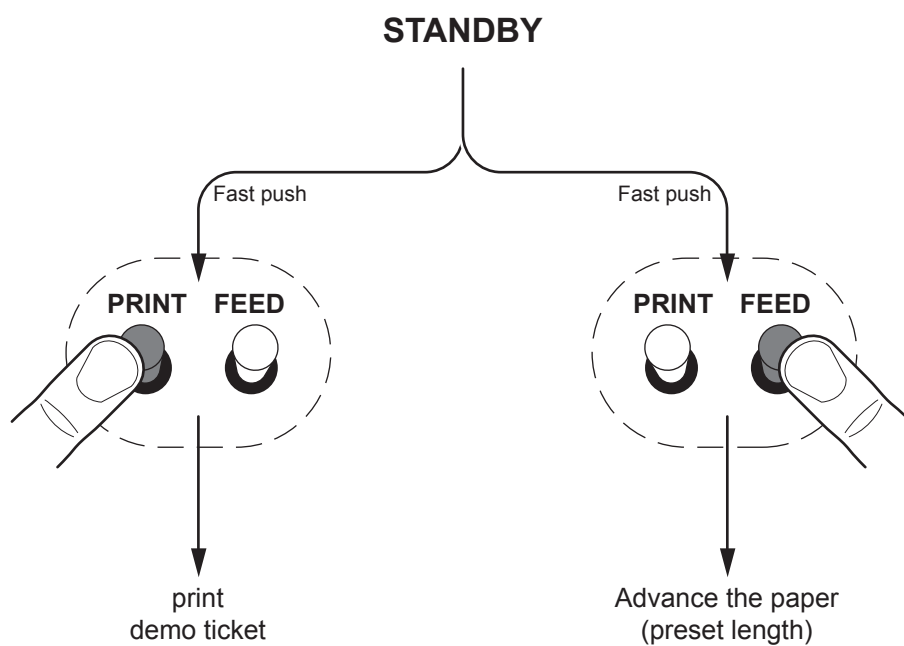 STANDBY
Fast push
Fast push
PRINT FEED
PRINT FEED
print
demo ticket
Advance the paper
(preset length)